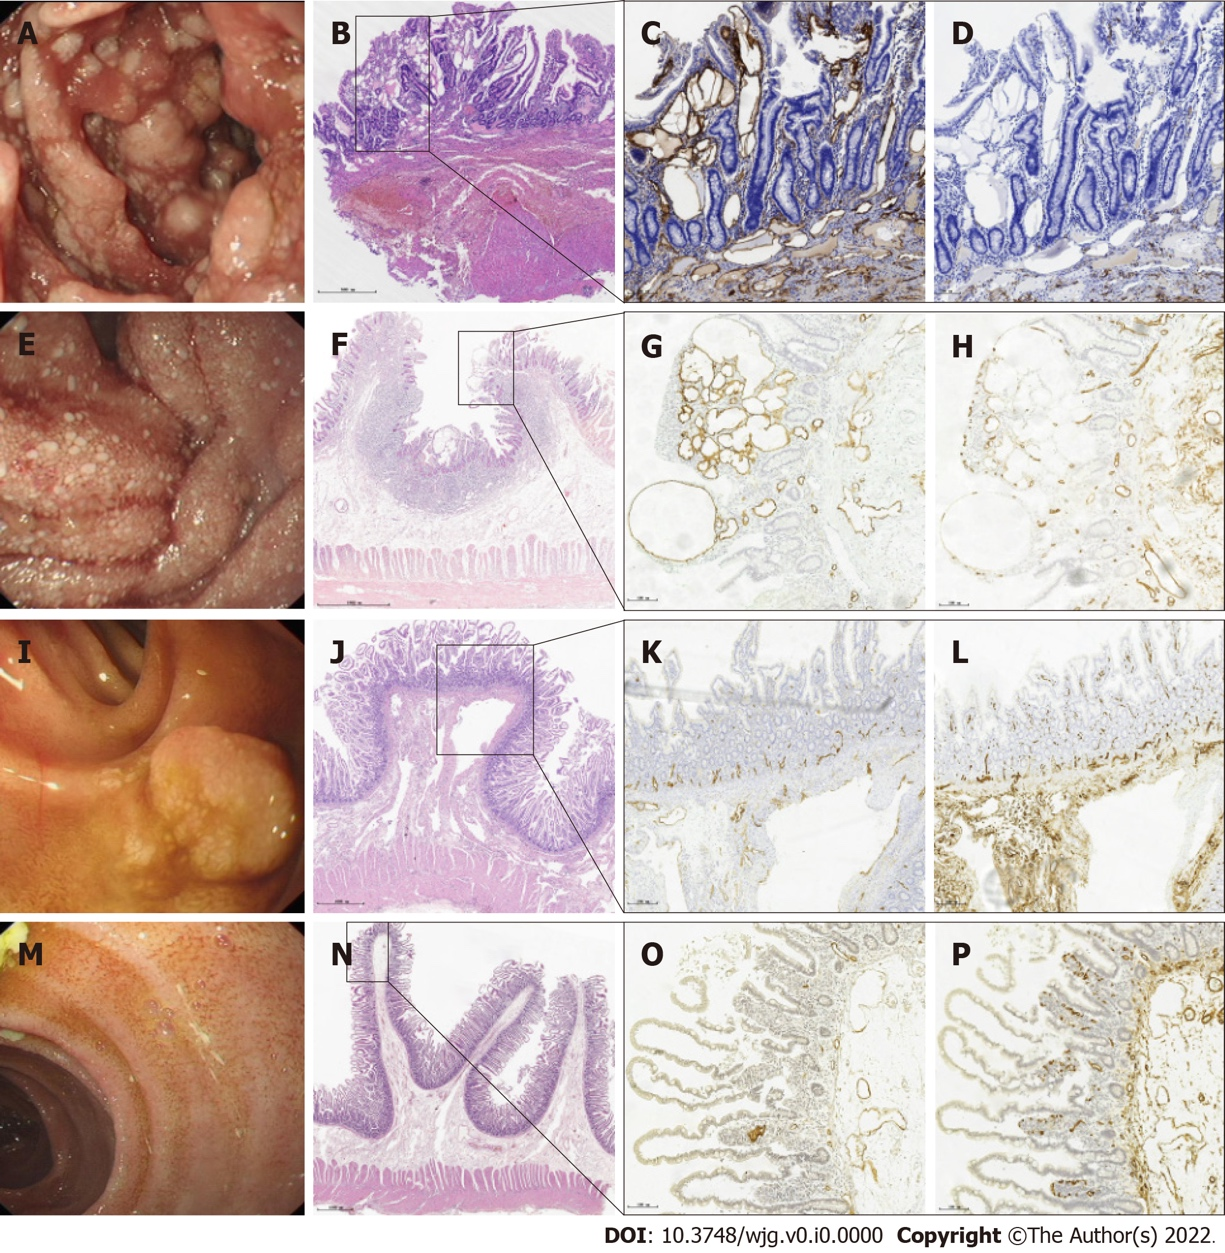 A B C D
E F G H
I J K L
M N O P
DOI: 10.3748/wjg.v0.i0.0000 Copyright ©The Author(s) 2022.